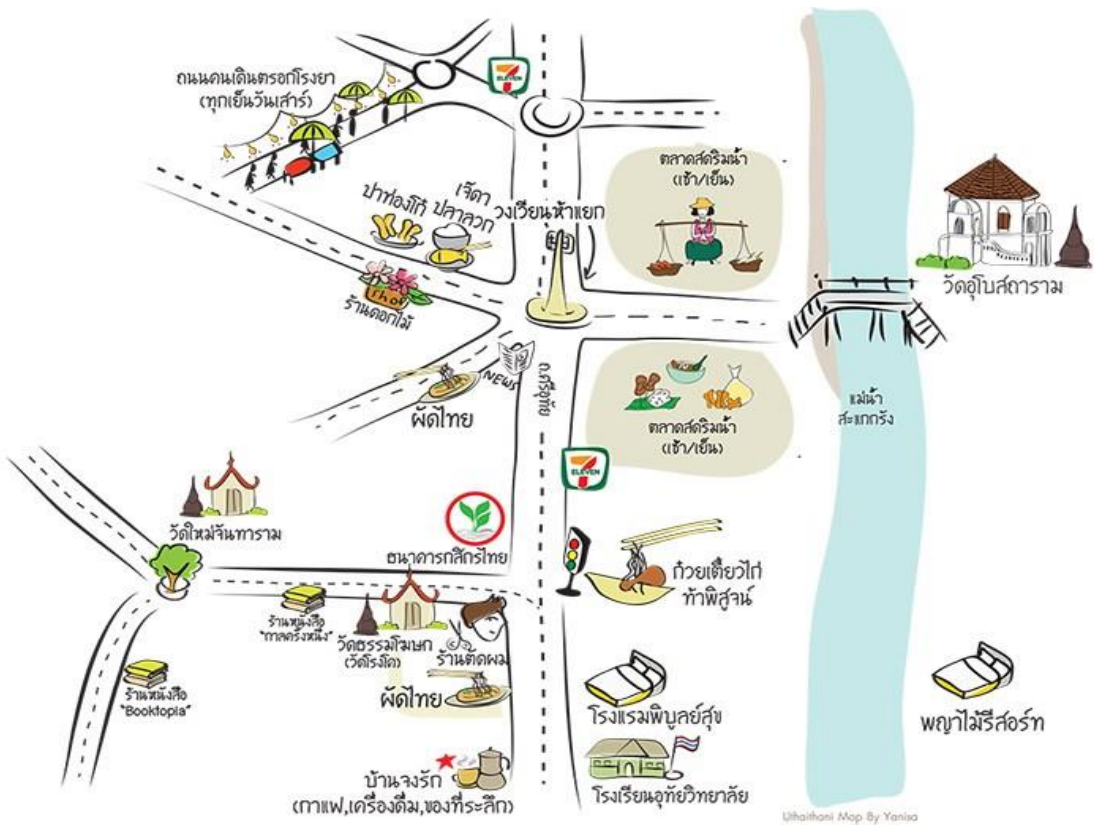 ถนนคนเดินตรอกโรงยา
(ทุกเย็นวันเสาร์)
7
ELEVEN
ตลาดสดริมน้ำ
(เช้า/เย็น)
ปาท่องโก๋
เจ๊ดา
ปลาลวก
วงเวียนห้าแยก
วัดอุโบสถาราม
Shop
ร้านดอกไม้
NEWS
ผัดไทย
ถ.ศรีอุทัย
แม่น้ำ
สะแกกรัง
ตลาดสดริมน้ำ
(เช้า/เย็น)
7
ELEVEN
วัดใหม่จันทาราม
ธนาคารกสิกรไทย
ก๋วยเตี๋ยวไก่
ท้าพิสูจน์
ร้านหนังสือ
"กาลครั้งหนึ่ง"
วัดธรรมโฆษก
(วัดโรงโค)
ร้านตัดผม
ร้านหนังสือ
"Booktopia"
ผัดไทย
โรงแรมพิบูลย์สุข
พญาไม้รีสอร์ท
บ้านจงรัก
(กาแฟ,เครื่องดื่ม,ของที่ระลึก)
โรงเรียนอุทัยวิทยาลัย
Uthaithani Map By Yanisa